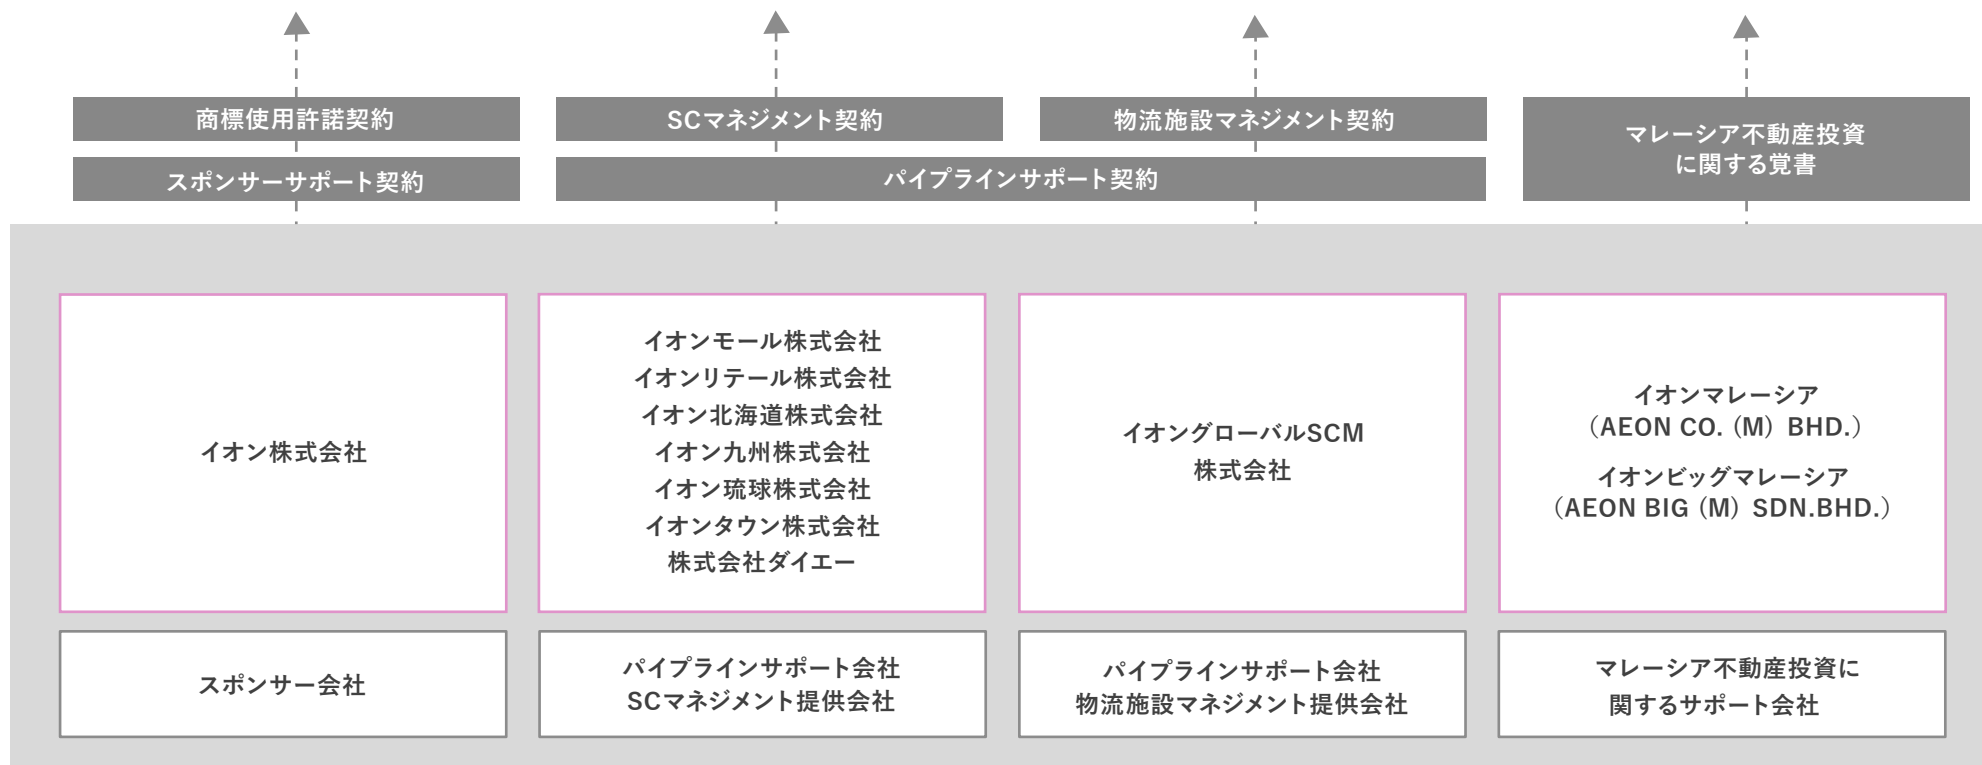 商標使用許諾契約
スポンサーサポート契約
SCマネジメント契約
物流施設マネジメント契約
パイプラインサポート契約
マレーシア不動産投資
に関する覚書
イオン株式会社
イオンモール株式会社
イオンリテール株式会社
イオン北海道株式会社
イオン九州株式会社
イオン琉球株式会社
イオンタウン株式会社
株式会社ダイエー
イオングローバルSCM
株式会社
イオンマレーシア
（AEON CO. (M) BHD.）
イオンビッグマレーシア
（AEON BIG (M) SDN.BHD.）
スポンサー会社
パイプラインサポート会社
SCマネジメント提供会社
パイプラインサポート会社
物流施設マネジメント提供会社
マレーシア不動産投資に
関するサポート会社